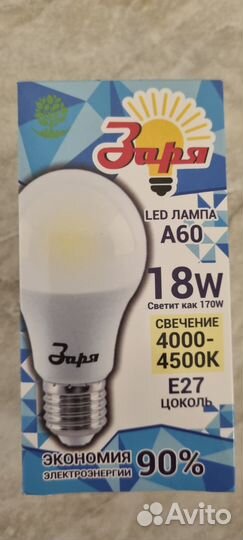 Заря
LED ЛАМПА
A60
18W
Светит как 170W
СВЕЧЕНИЕ
4000-
4500K
E27
ЦОКОЛЬ
Заря
ЭКОНОМИЯ
ЭЛЕКТРОЭНЕРГИИ
90%
Avito